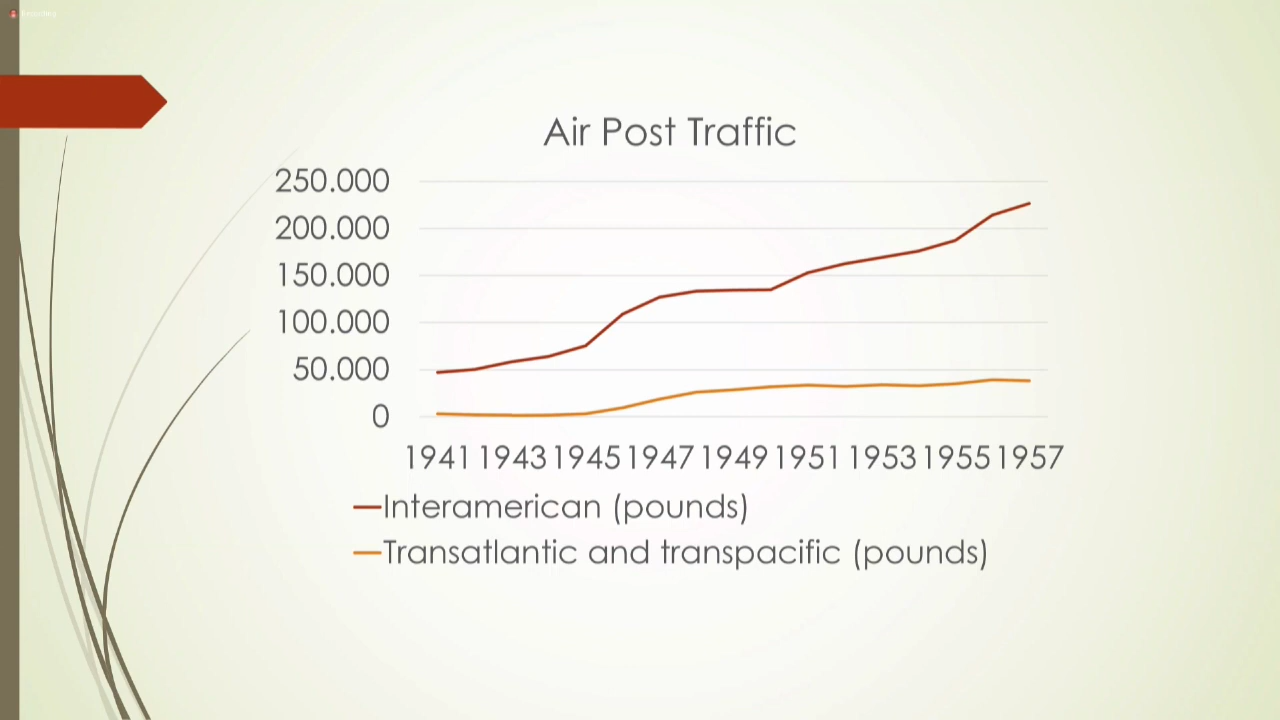 Air Post Traffic
250.000
200.000
150.000
100.000
50.000
0
1941 1943 1945 1947 1949 1951 1953 1955 1957
Interamerican (pounds)
Transatlantic and transpacific (pounds)